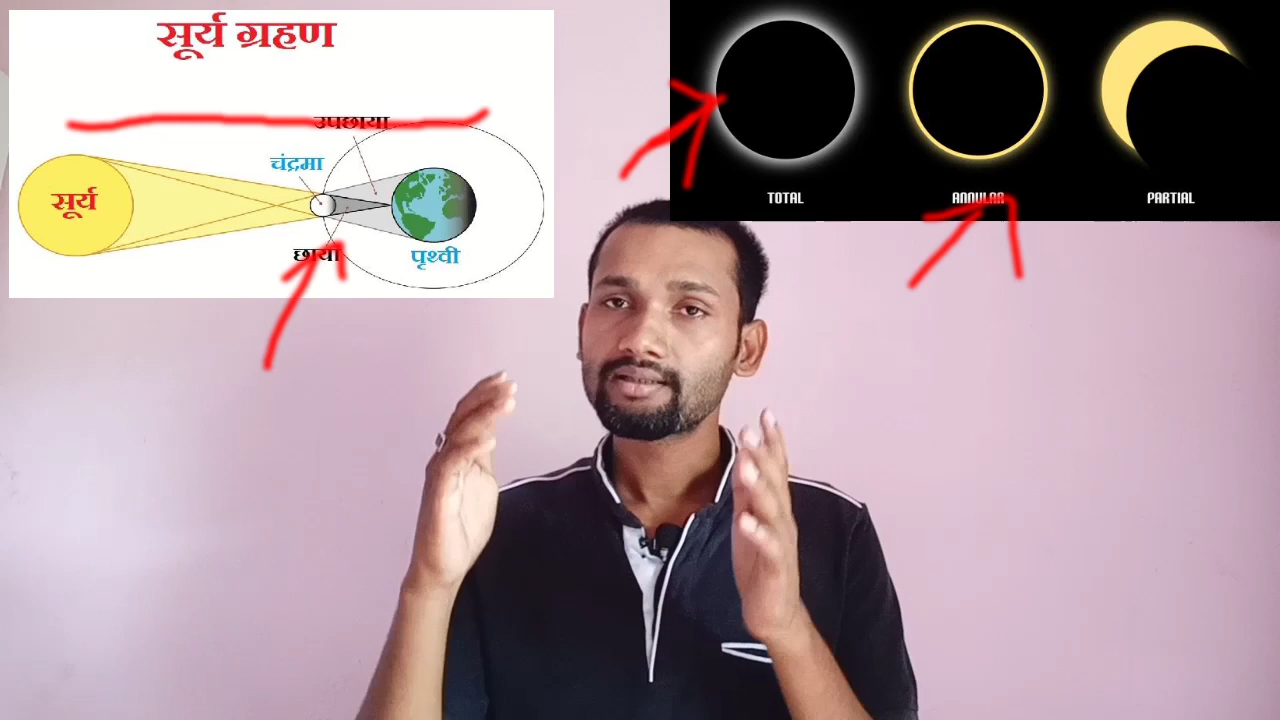 सूर्य ग्रहण
उपछाया
चंद्रमा
सूर्य
छाया
पृथ्वी
TOTAL
ANNULAR
PARTIAL